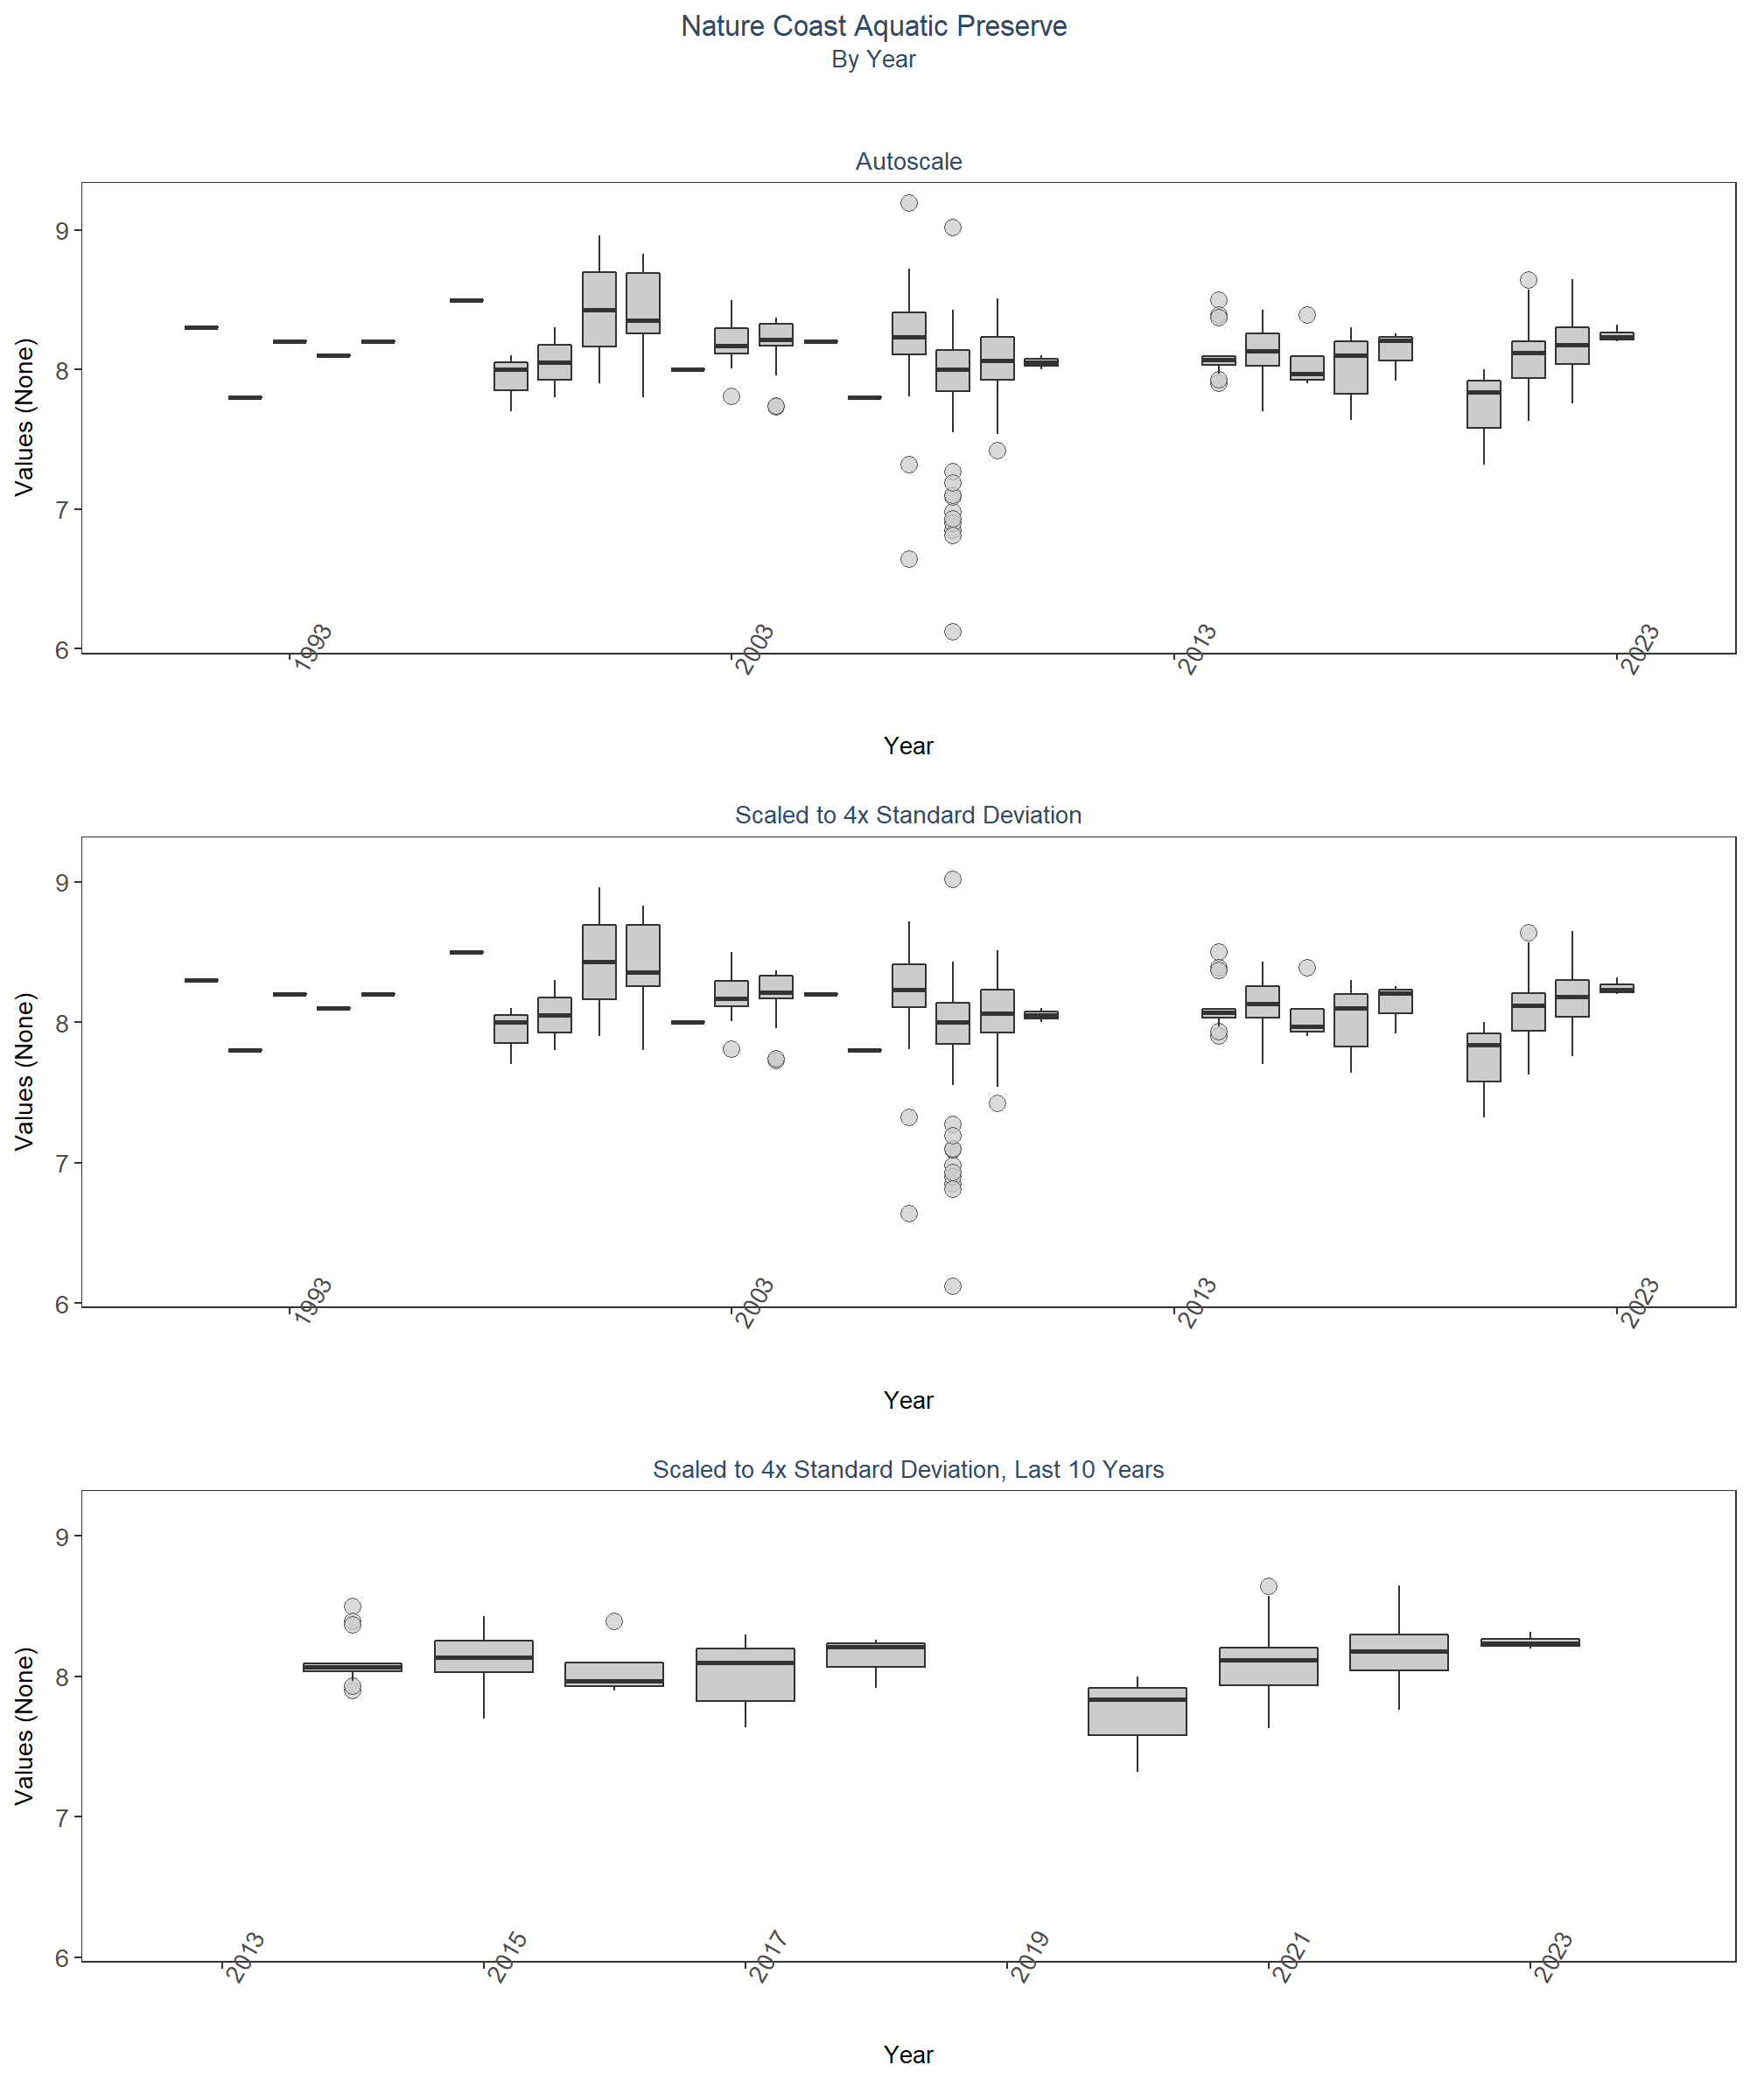 Nature Coast Aquatic Preserve
By Year
Autoscale
Values (None)
9
8
7
6
1993
2003
2013
2023
Year
Scaled to 4x Standard Deviation
Values (None)
9
8
7
6
1993
2003
2013
2023
Year
Scaled to 4x Standard Deviation, Last 10 Years
Values (None)
9
8
7
6
2013
2015
2017
2019
2021
2023
Year